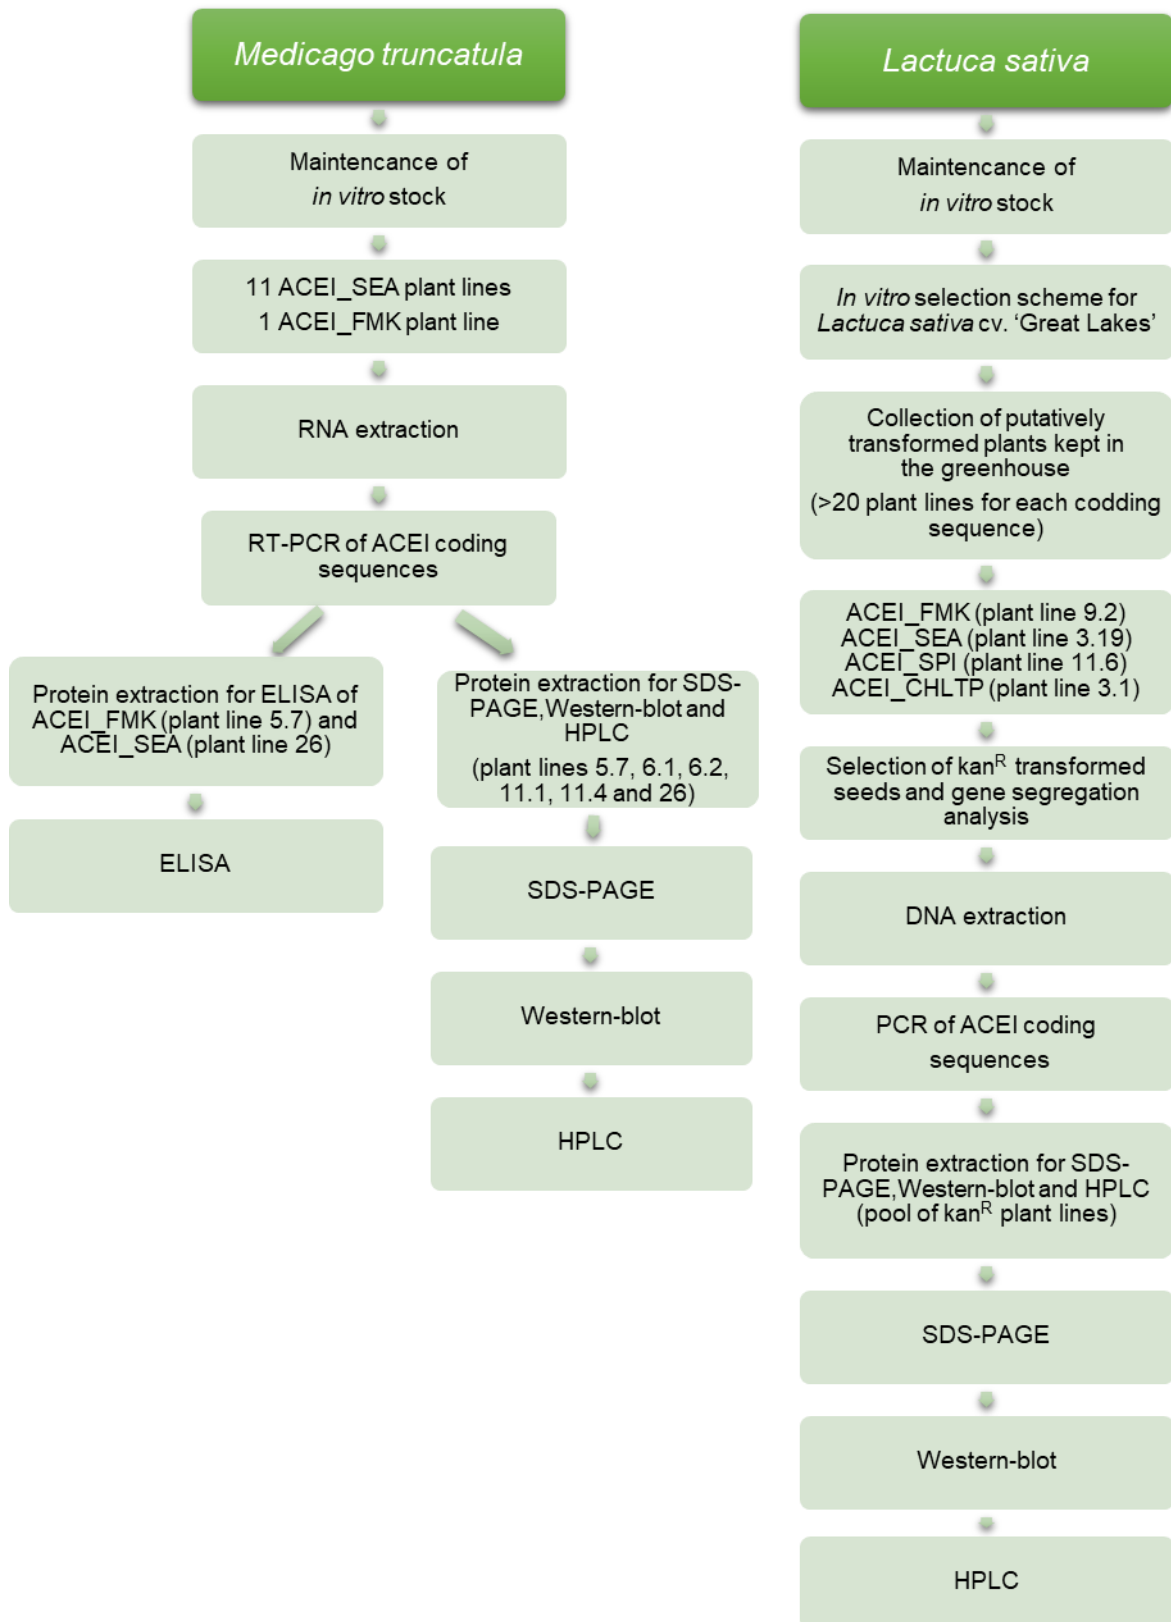 Medicago truncatula
Maintencance of
in vitro stock
11 ACEI_SEA plant lines
1 ACEI_FMK plant line
RNA extraction
RT-PCR of ACEI coding
sequences
Protein extraction for ELISA of
ACEI_FMK (plant line 5.7) and
ACEI_SEA (plant line 26)
ELISA
Protein extraction for SDS-
PAGE,Western-blot and
HPLC
(plant lines 5.7, 6.1, 6.2,
11.1, 11.4 and 26)
SDS-PAGE
Western-blot
HPLC
Lactuca sativa
Maintencance of
in vitro stock
In vitro selection scheme for
Lactuca sativa cv. ‘Great Lakes’
Collection of putatively
transformed plants kept in
the greenhouse
(>20 plant lines for each codding
sequence)
ACEI_FMK (plant line 9.2)
ACEI_SEA (plant line 3.19)
ACEI_SPI (plant line 11.6)
ACEI_CHLTP (plant line 3.1)
Selection of kanᴿ transformed
seeds and gene segregation
analysis
DNA extraction
PCR of ACEI coding
sequences
Protein extraction for SDS-
PAGE,Western-blot and HPLC
(pool of kanᴿ plant lines)
SDS-PAGE
Western-blot
HPLC